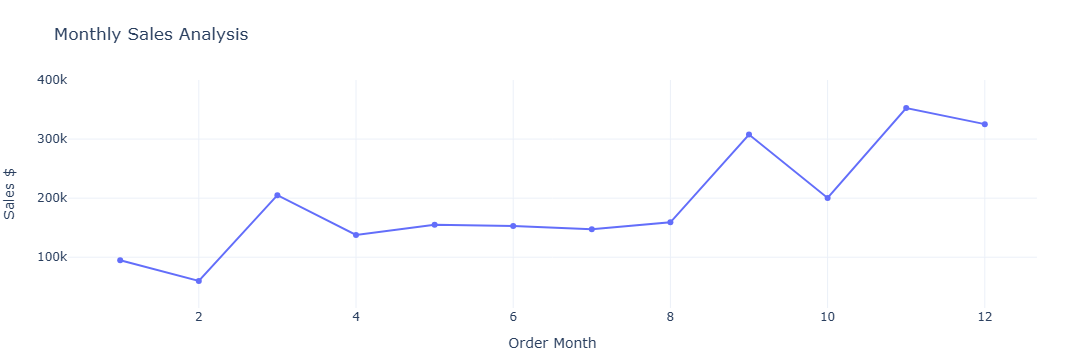 Monthly Sales Analysis
400k
300k
200k
100k
Sales $
2 4 6 8 10 12
Order Month